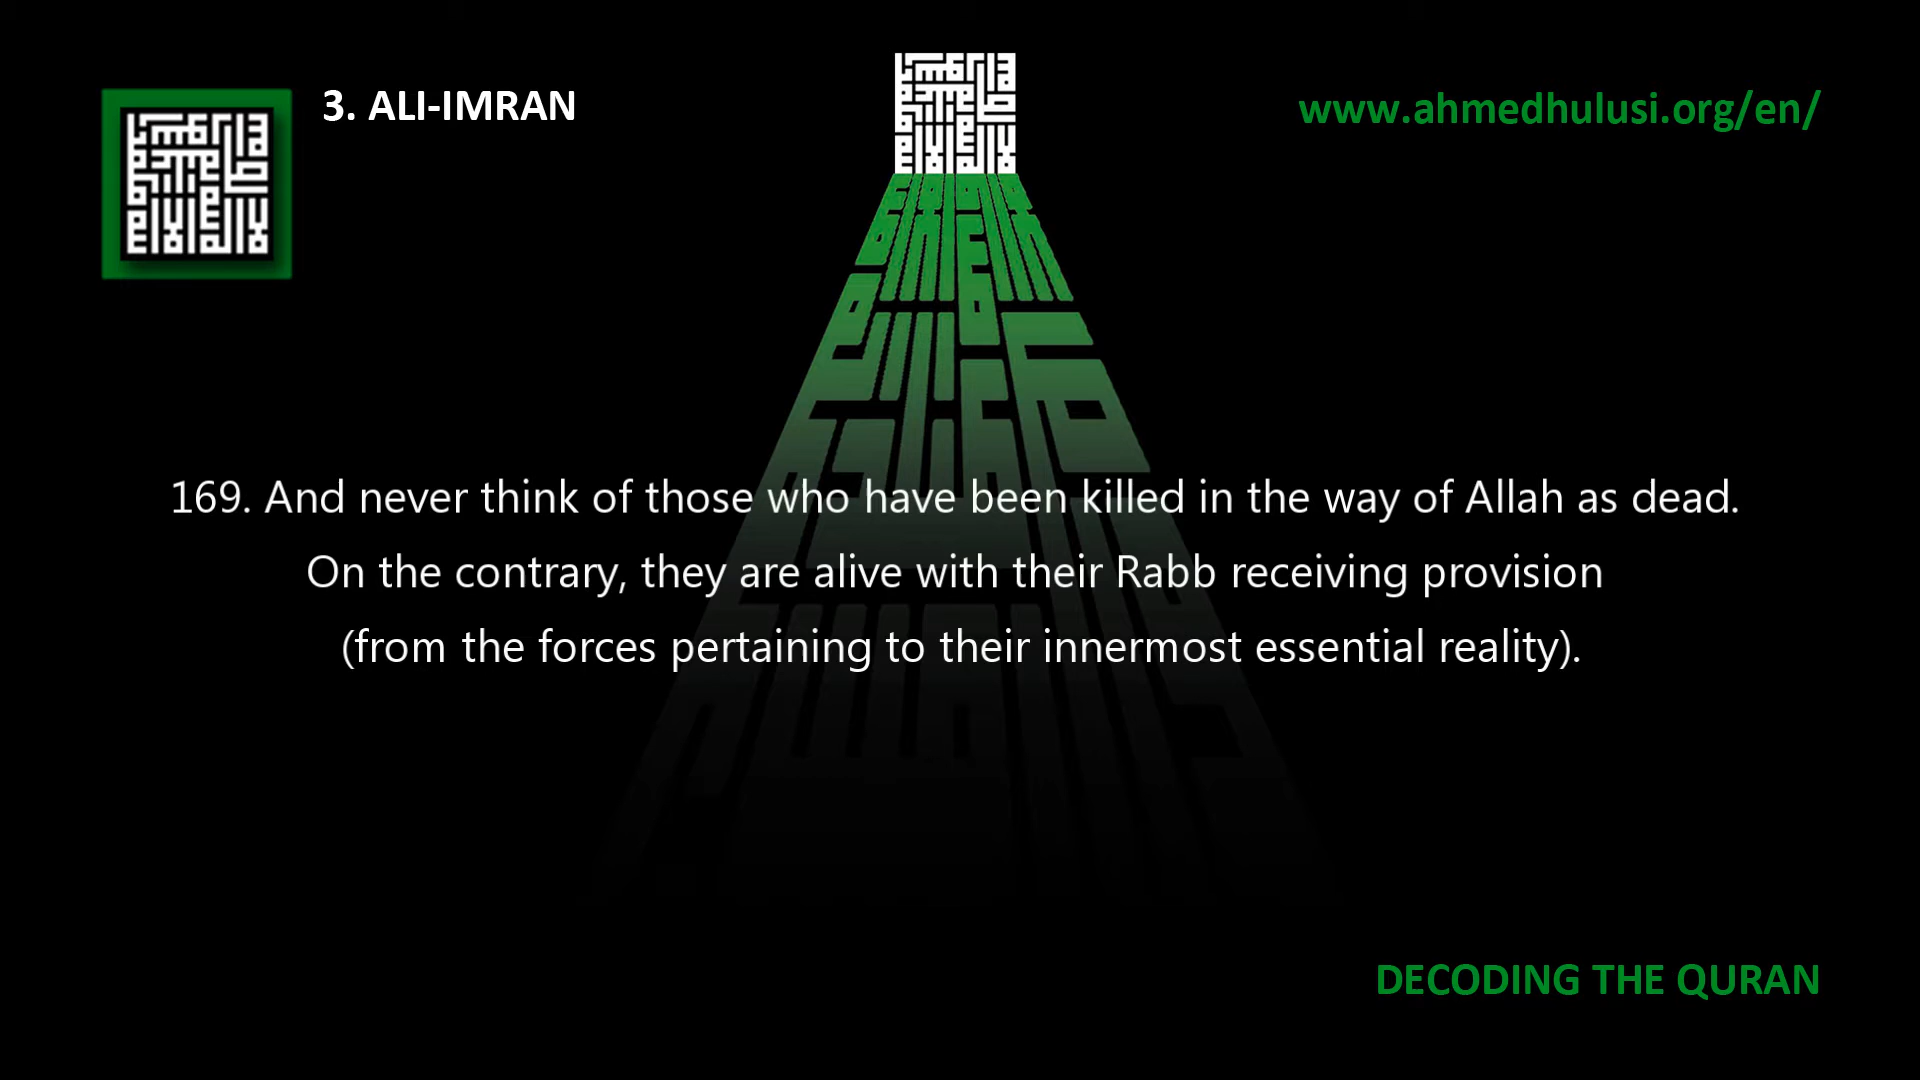 3. ALI-IMRAN
www.ahmedhulusi.org/en/
169. And never think of those who have been killed in the way of Allah as dead.
On the contrary, they are alive with their Rabb receiving provision
(from the forces pertaining to their innermost essential reality).
DECODING THE QURAN